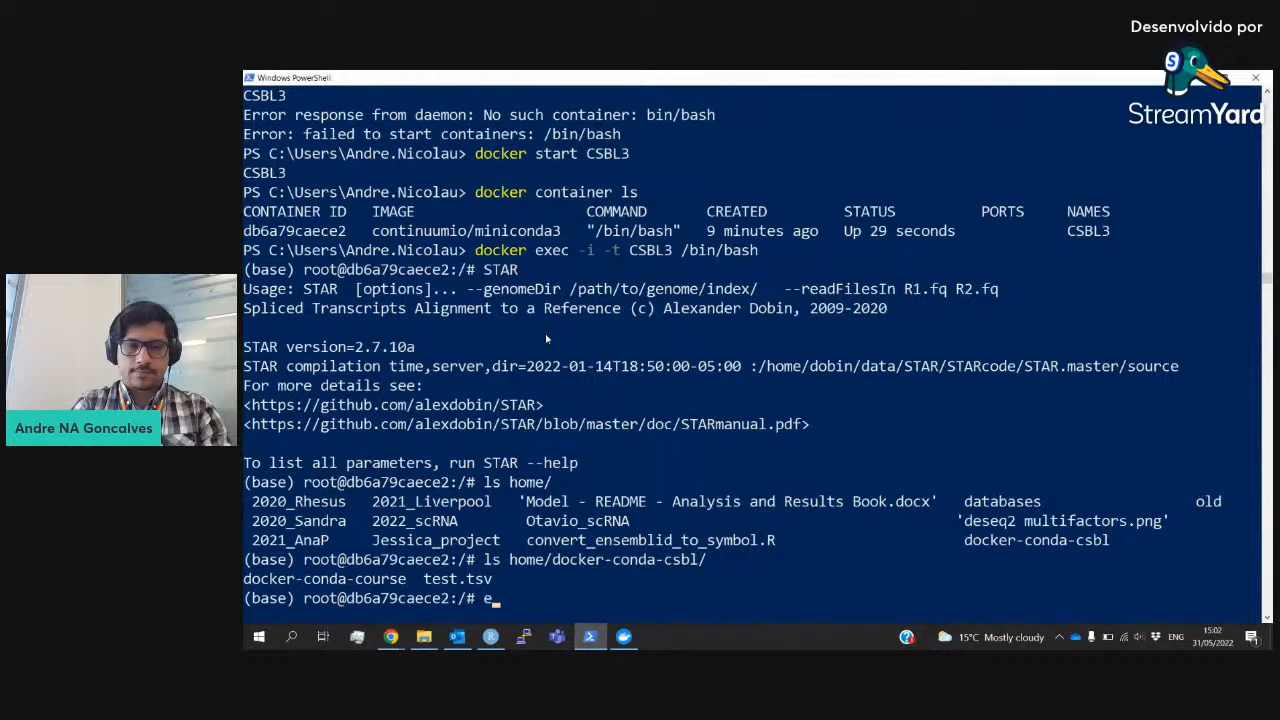 Desenvolvido por
StreamYard
Windows PowerShell
CSBL3
Error response from daemon: No such container: bin/bash
Error: failed to start containers: /bin/bash
PS C:\Users\Andre.Nicolau> docker start CSBL3
CSBL3
PS C:\Users\Andre.Nicolau> docker container ls
CONTAINER ID IMAGE COMMAND CREATED STATUS PORTS NAMES
db6a79caece2 continuumio/miniconda3 "/bin/bash" 9 minutes ago Up 29 seconds CSBL3
PS C:\Users\Andre.Nicolau> docker exec -i -t CSBL3 /bin/bash
(base) root@db6a79caece2:/# STAR
Usage: STAR [options]... --genomeDir /path/to/genome/index/ --readFilesIn R1.fq R2.fq
Spliced Transcripts Alignment to a Reference (c) Alexander Dobin, 2009-2020
STAR version=2.7.10a
STAR compilation time,server,dir=2022-01-14T18:50:00-05:00 :/home/dobin/data/STAR/STARcode/STAR.master/source
For more details see:
<https://github.com/alexdobin/STAR>
<https://github.com/alexdobin/STAR/blob/master/doc/STARmanual.pdf>
To list all parameters, run STAR --help
(base) root@db6a79caece2:/# ls home/
2020_Rhesus 2021_Liverpool 'Model - README - Analysis and Results Book.docx' databases old
2020_Sandra 2022_scRNA Otavio_scRNA 'deseq2 multifactors.png'
2021_AnaP Jessica_project convert_ensemblid_to_symbol.R docker-conda-csbl
(base) root@db6a79caece2:/# ls home/docker-conda-csbl/
docker-conda-course test.tsv
(base) root@db6a79caece2:/# e
Andre NA Goncalves
15°C Mostly cloudy
ENG
15:02
31/05/2022